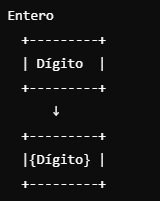 Entero
+---------+
| Dígito  |
+---------+
↓
+---------+
|{Dígito} |
+---------+